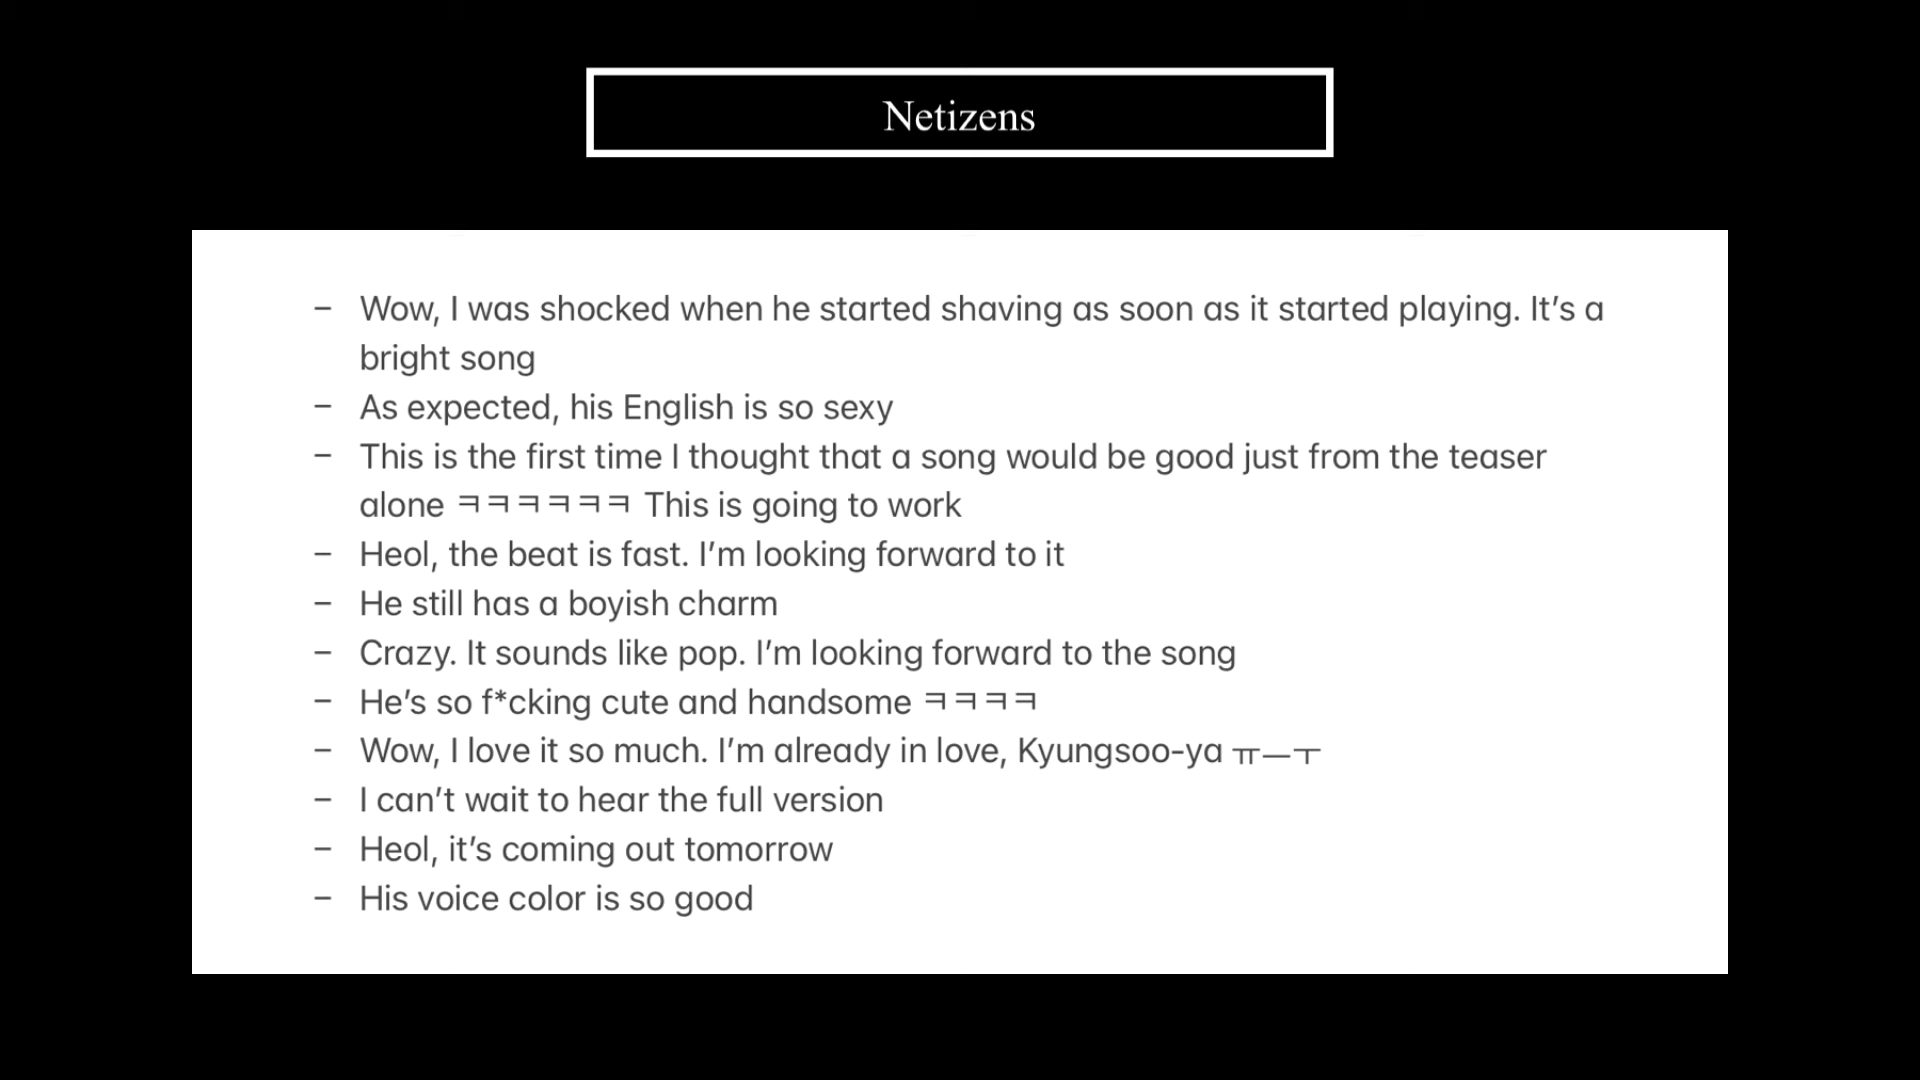 Netizens
– Wow, I was shocked when he started shaving as soon as it started playing. It’s a
bright song
– As expected, his English is so sexy
– This is the first time I thought that a song would be good just from the teaser
alone ㅋㅋㅋㅋㅋㅋ This is going to work
– Heol, the beat is fast. I’m looking forward to it
– He still has a boyish charm
– Crazy. It sounds like pop. I’m looking forward to the song
– He’s so f*cking cute and handsome ㅋㅋㅋㅋ
– Wow, I love it so much. I’m already in love, Kyungsoo-ya ㅠㅡㅜ
– I can’t wait to hear the full version
– Heol, it’s coming out tomorrow
– His voice color is so good